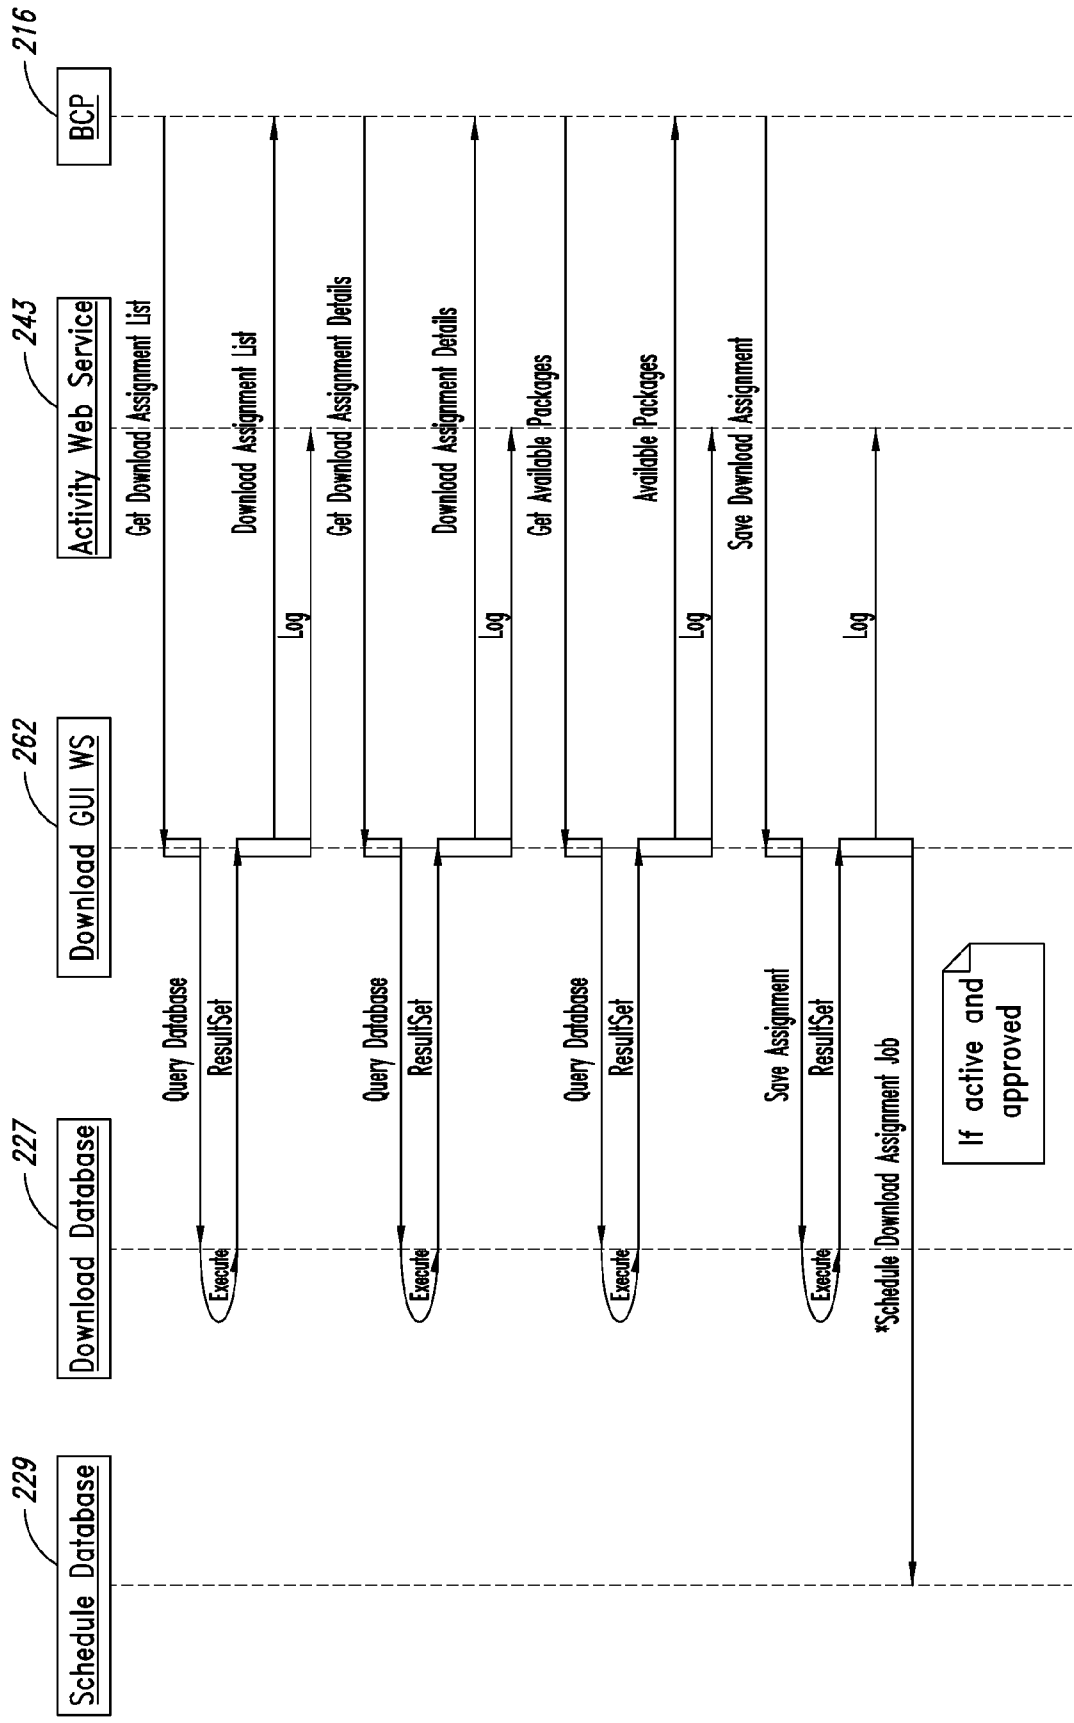 229
227
262
243
216
Schedule Database
Download Database
Download GUI WS
Activity Web Service
BCP
Get Download Assignment List
Query Database
Execute
ResultSet
Download Assignment List
Log
Get Download Assignment Details
Query Database
Execute
ResultSet
Download Assignment Details
Log
Get Available Packages
Query Database
Execute
ResultSet
Available Packages
Log
Save Download Assignment
Save Assignment
Execute
ResultSet
Log
*Schedule Download Assignment Job
If active and
approved